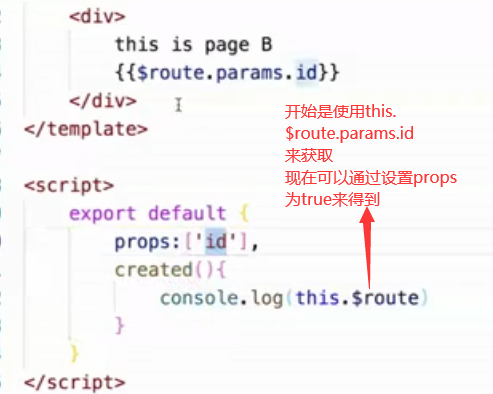 <div>
this is page B
{{$route.params.id}}
</div>
</template>
<script>
export default {
props:['id'],
created(){
console.log(this.$route)
}
}
</script>
开始是使用this.
$route.params.id
来获取
现在可以通过设置props
为true来得到